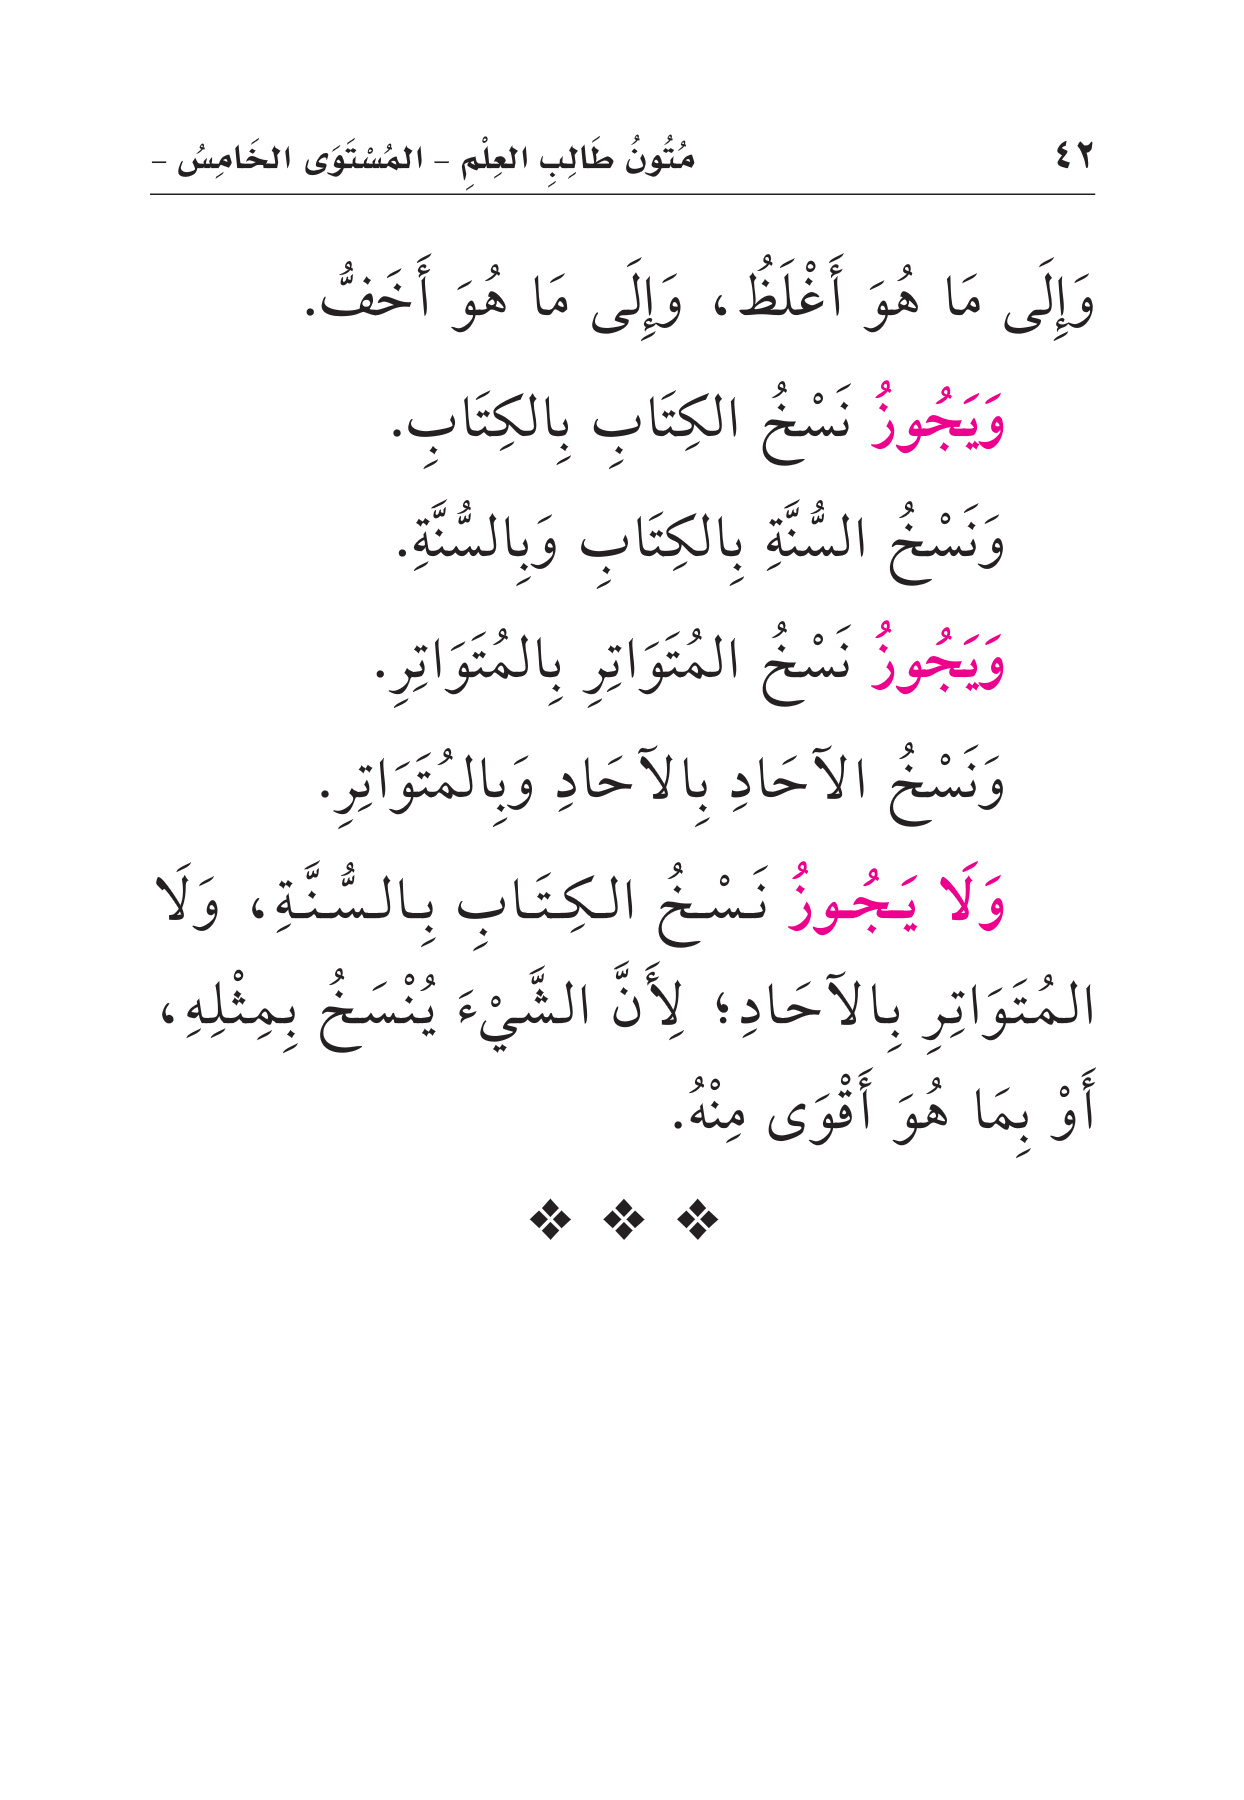 ٤٢ مُتُونُ طَالِبِ العِلْمِ – المُسْتَوَى الخَامِسُ –
وَإِلَى مَا هُوَ أَغْلَظُ، وَإِلَى مَا هُوَ أَخَفُّ.
وَيَجُوزُ نَسْخُ الكِتَابِ بِالكِتَابِ.
وَنَسْخُ السُّنَّةِ بِالكِتَابِ وَبِالسُّنَّةِ.
وَيَجُوزُ نَسْخُ المُتَوَاتِرِ بِالمُتَوَاتِرِ.
وَنَسْخُ الآحَادِ بِالآحَادِ وَبِالمُتَوَاتِرِ.
وَلَا يَجُوزُ نَسْخُ الكِتَابِ بِالسُّنَّةِ، وَلَا
المُتَوَاتِرِ بِالآحَادِ؛ لِأَنَّ الشَّيْءَ يُنْسَخُ بِمِثْلِهِ،
أَوْ بِمَا هُوَ أَقْوَى مِنْهُ.